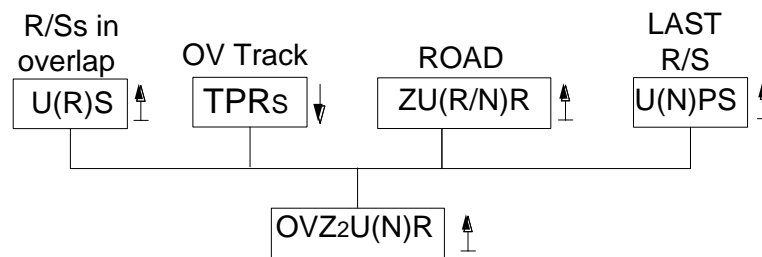 R/Ss in
overlap
U(R)S
OV Track
TPRs
ROAD
ZU(R/N)R
LAST
R/S
U(N)PS
OVZ2U(N)R